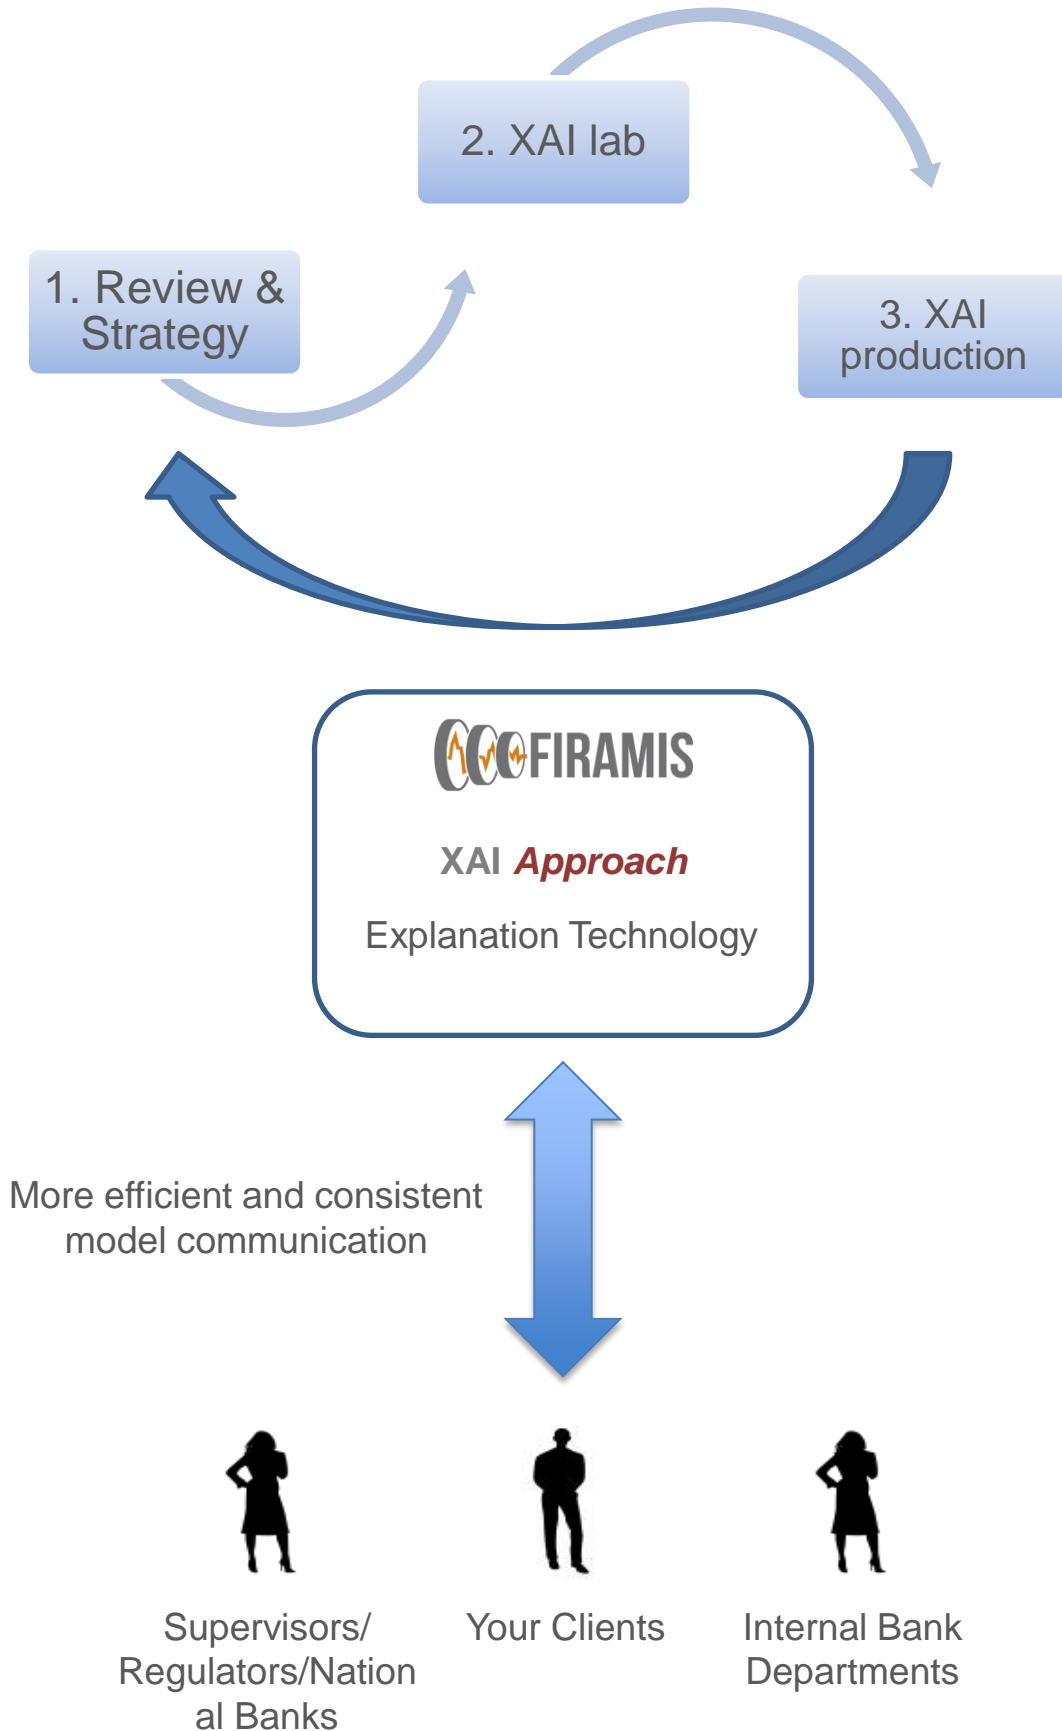 2. XAI lab
1. Review &
Strategy
3. XAI
production
FIRAMIS
XAI Approach
Explanation Technology
More efficient and consistent
model communication
Supervisors/
Regulators/Nation
al Banks
Your Clients
Internal Bank
Departments